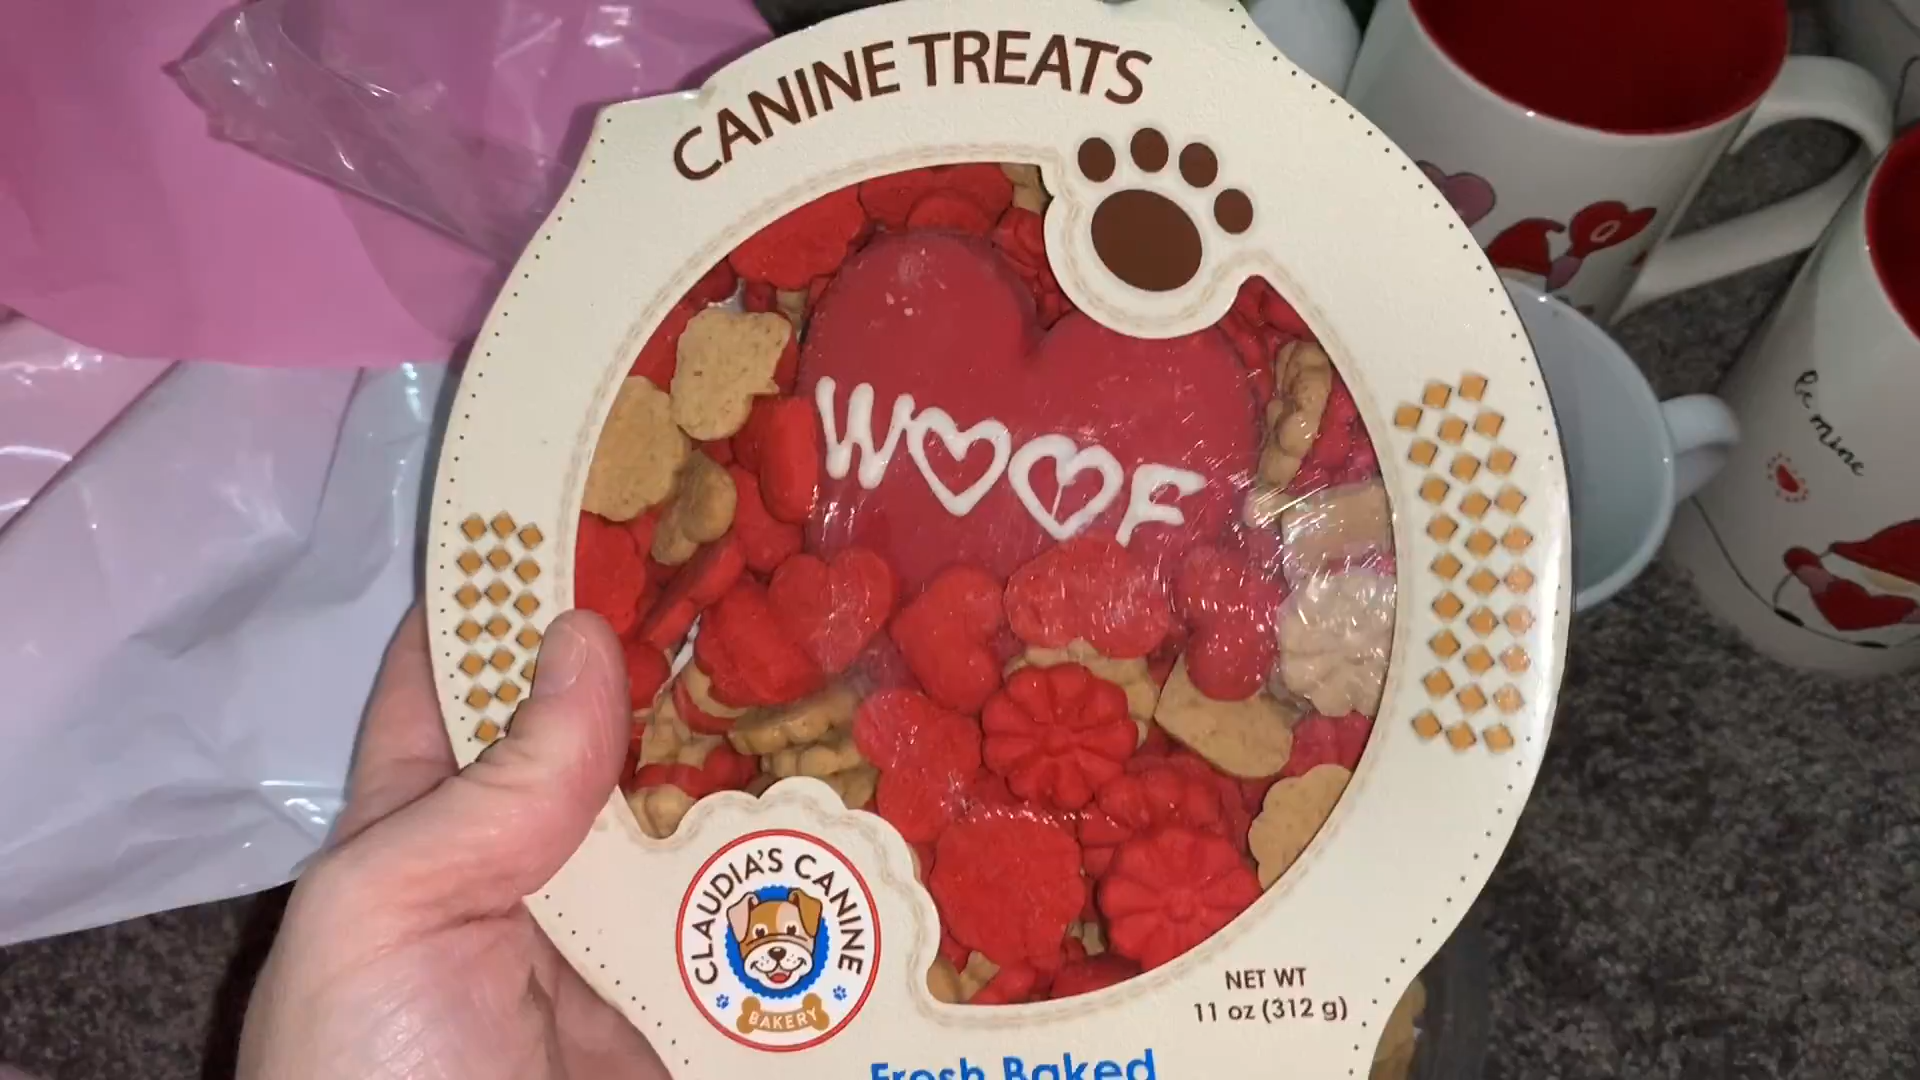 CANINE TREATS
WOOF
be mine
CLAUDIA'S CANINE
BAKERY
NET WT
11 oz (312 g)
Fresh Baked